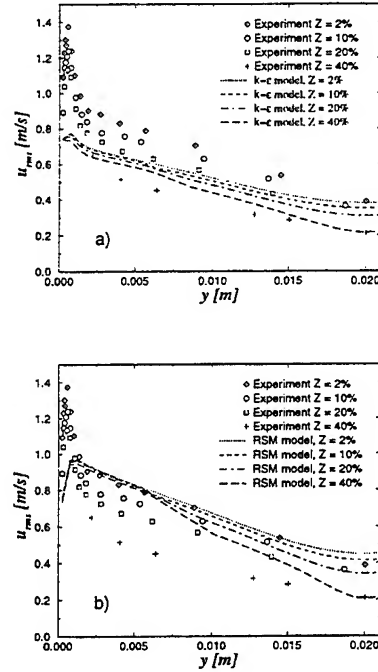 1.4
1.2
1.0
0.8
0.6
0.4
0.2
0.0
u_rms [m/s]
Experiment Z = 2%
Experiment Z = 10%
Experiment Z = 20%
Experiment Z = 40%
k-ε model, Z = 2%
k-ε model, Z = 10%
k-ε model, Z = 20%
k-ε model, Z = 40%
a)
0.000 0.005 0.010 0.015 0.020
y [m]
1.4
1.2
1.0
0.8
0.6
0.4
0.2
0.0
u_rms [m/s]
Experiment Z = 2%
Experiment Z = 10%
Experiment Z = 20%
Experiment Z = 40%
RSM model, Z = 2%
RSM model, Z = 10%
RSM model, Z = 20%
RSM model, Z = 40%
b)
0.000 0.005 0.010 0.015 0.020
y [m]